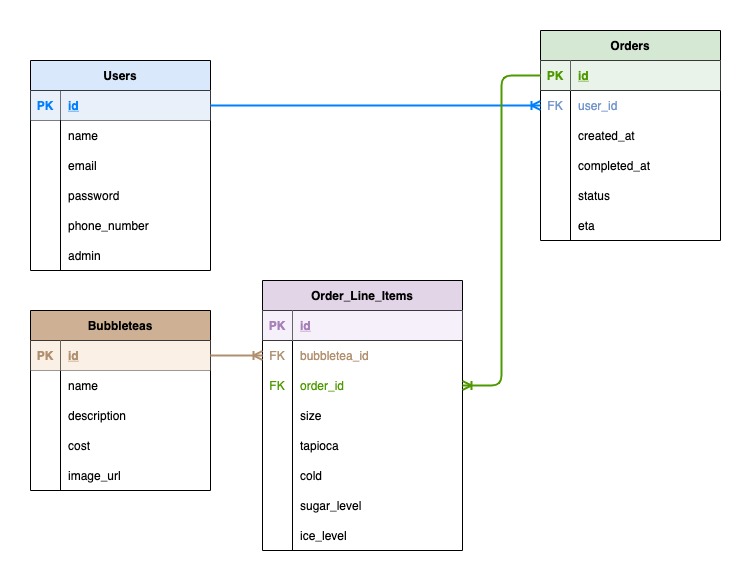 Users
PK id
name
email
password
phone_number
admin
Orders
PK id
FK user_id
created_at
completed_at
status
eta
Bubbleteas
PK id
name
description
cost
image_url
Order_Line_Items
PK id
FK bubbletea_id
FK order_id
size
tapioca
cold
sugar_level
ice_level